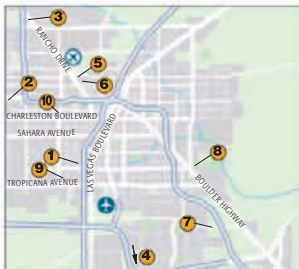 3
RANCHO DRIVE
5
2
6
10
CHARLESTON BOULEVARD
SAHARA AVENUE
LAS VEGAS BOULEVARD
1
8
9
TROPICANA AVENUE
BOULDER HIGHWAY
7
4